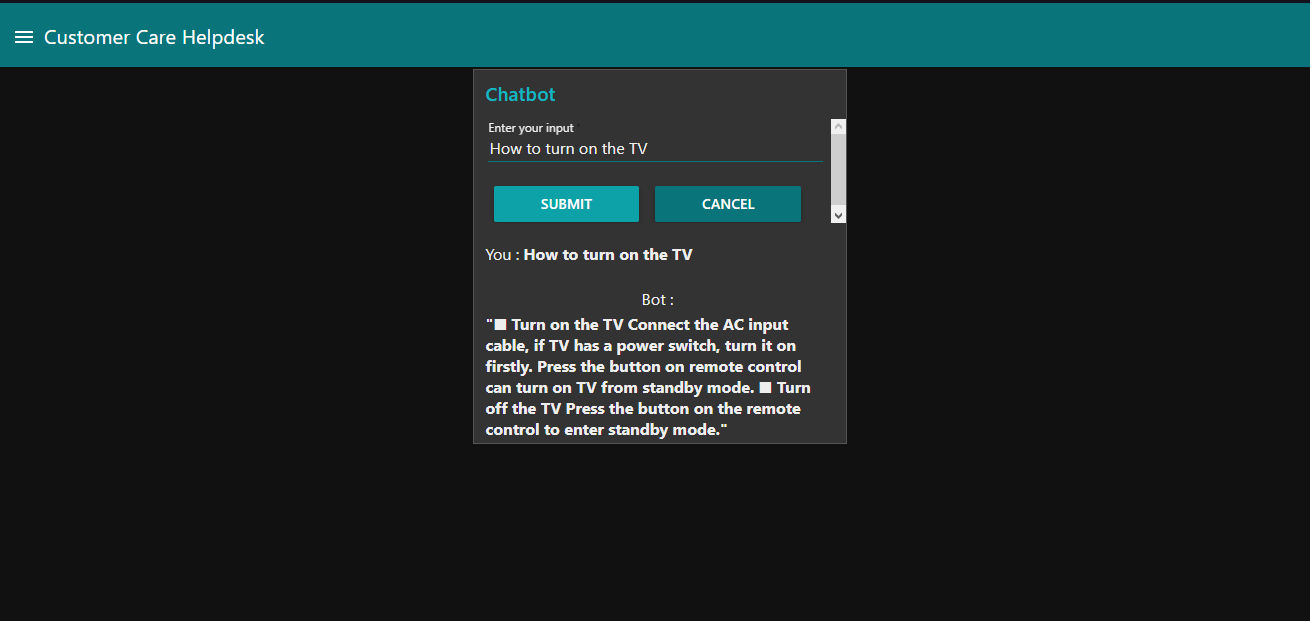 Customer Care Helpdesk
Chatbot
Enter your input
How to turn on the TV
SUBMIT CANCEL
You : How to turn on the TV
Bot :
"■ Turn on the TV Connect the AC input
cable, if TV has a power switch, turn it on
firstly. Press the button on remote control
can turn on TV from standby mode. ■ Turn
off the TV Press the button on the remote
control to enter standby mode."